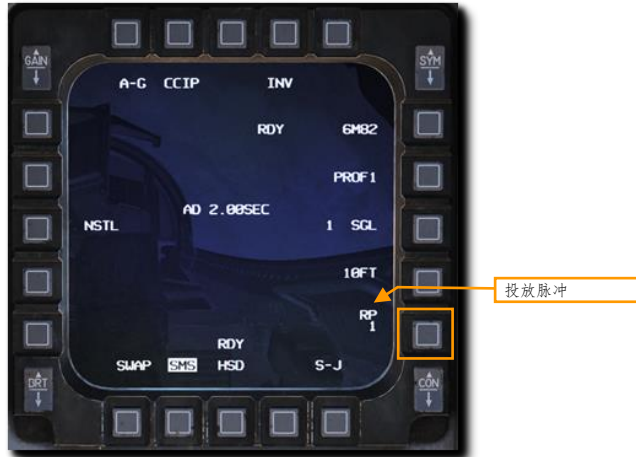 GAIN
SYM
A-G CCIP INV
RDY 6M82
PROF1
AD 2.00SEC
NSTL 1 SGL
10FT
投放脉冲
RP
1
RDY
SWAP SMS HSD S-J
BRT
CON